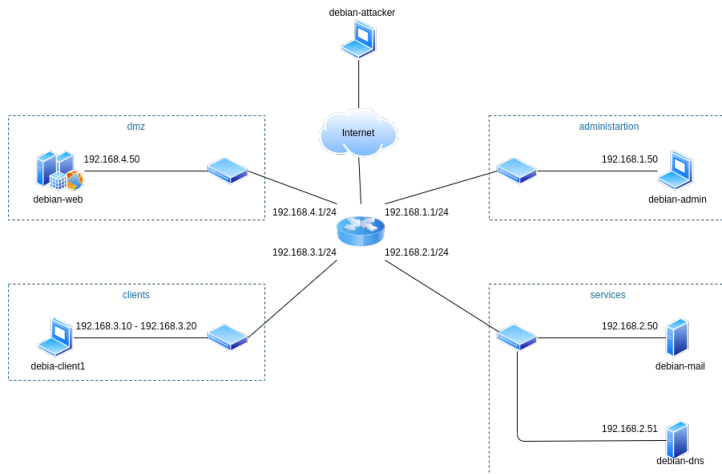 debian-attacker
Internet
dmz
192.168.4.50
debian-web
administartion
192.168.1.50
debian-admin
192.168.4.1/24
192.168.1.1/24
192.168.3.1/24
192.168.2.1/24
clients
192.168.3.10 - 192.168.3.20
debia-client1
services
192.168.2.50
debian-mail
192.168.2.51
debian-dns